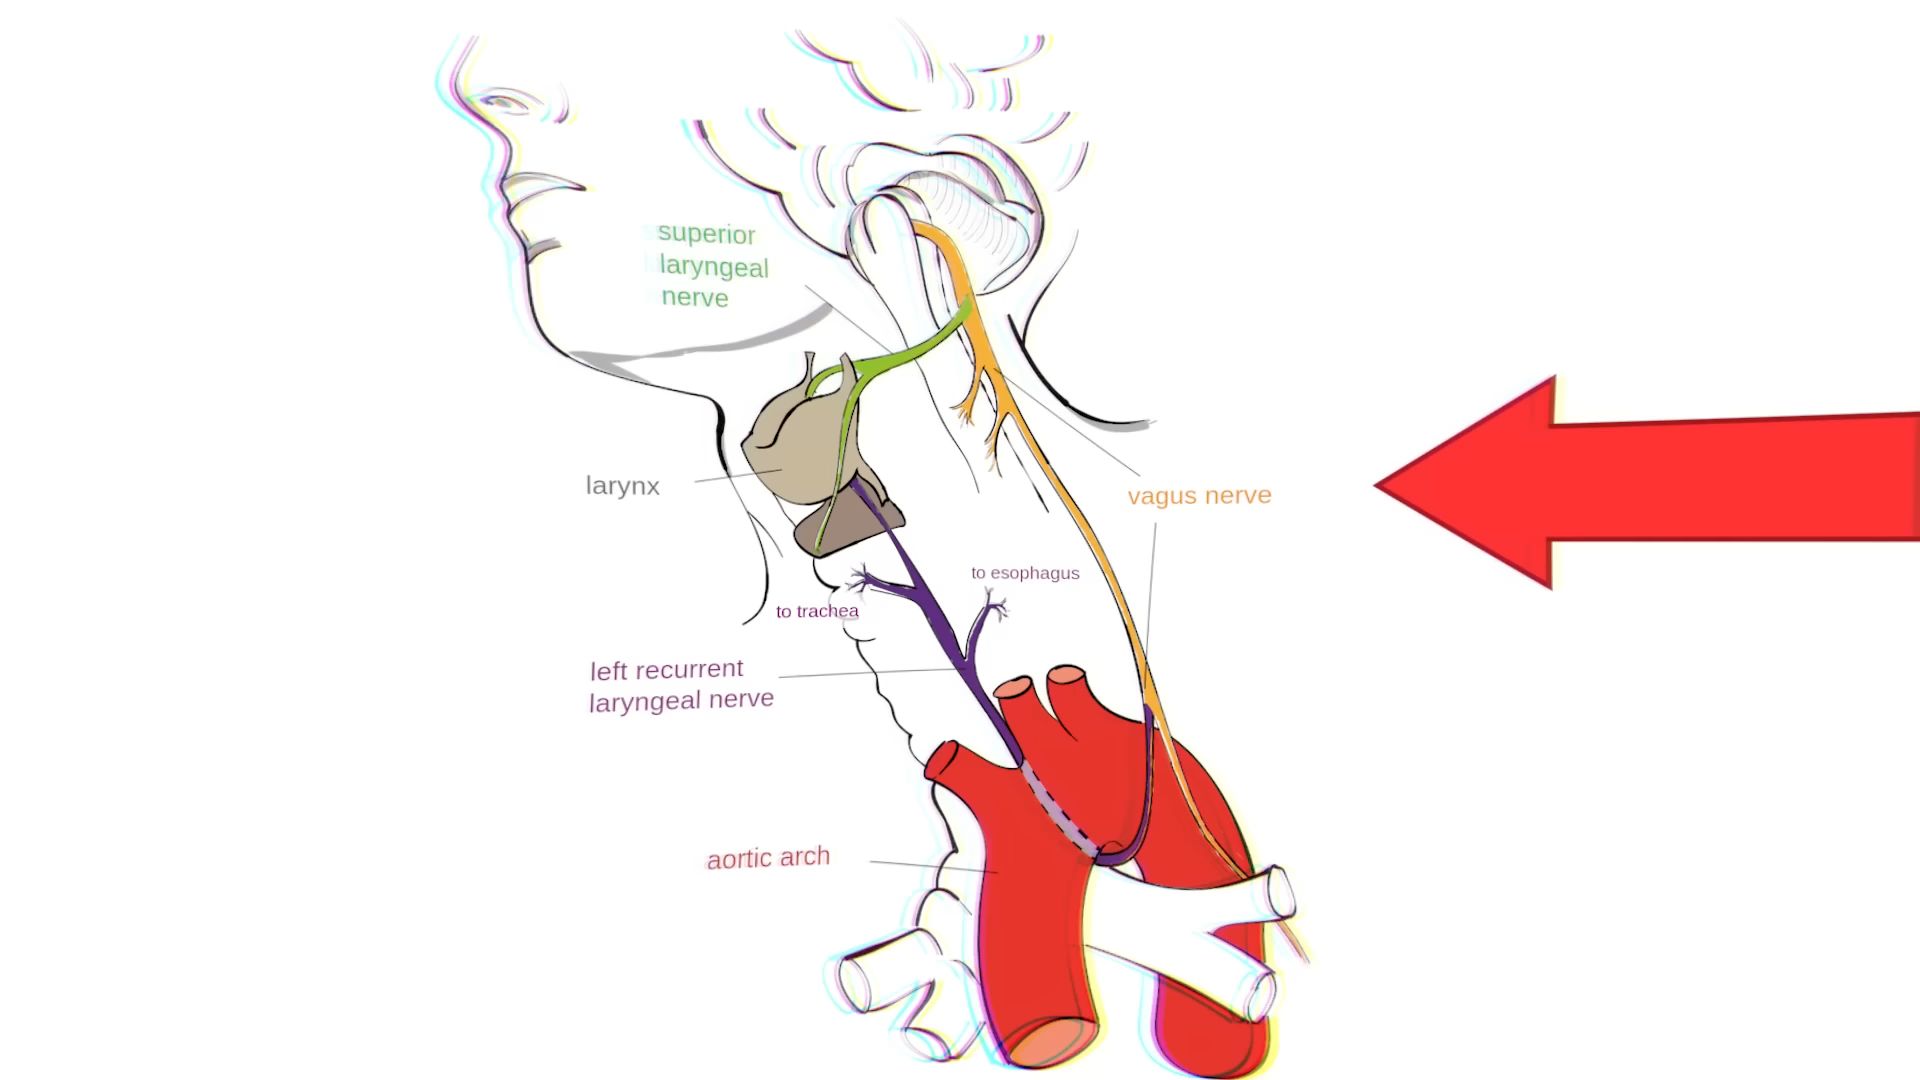 superior
laryngeal
nerve
larynx
vagus nerve
to esophagus
to trachea
left recurrent
laryngeal nerve
aortic arch